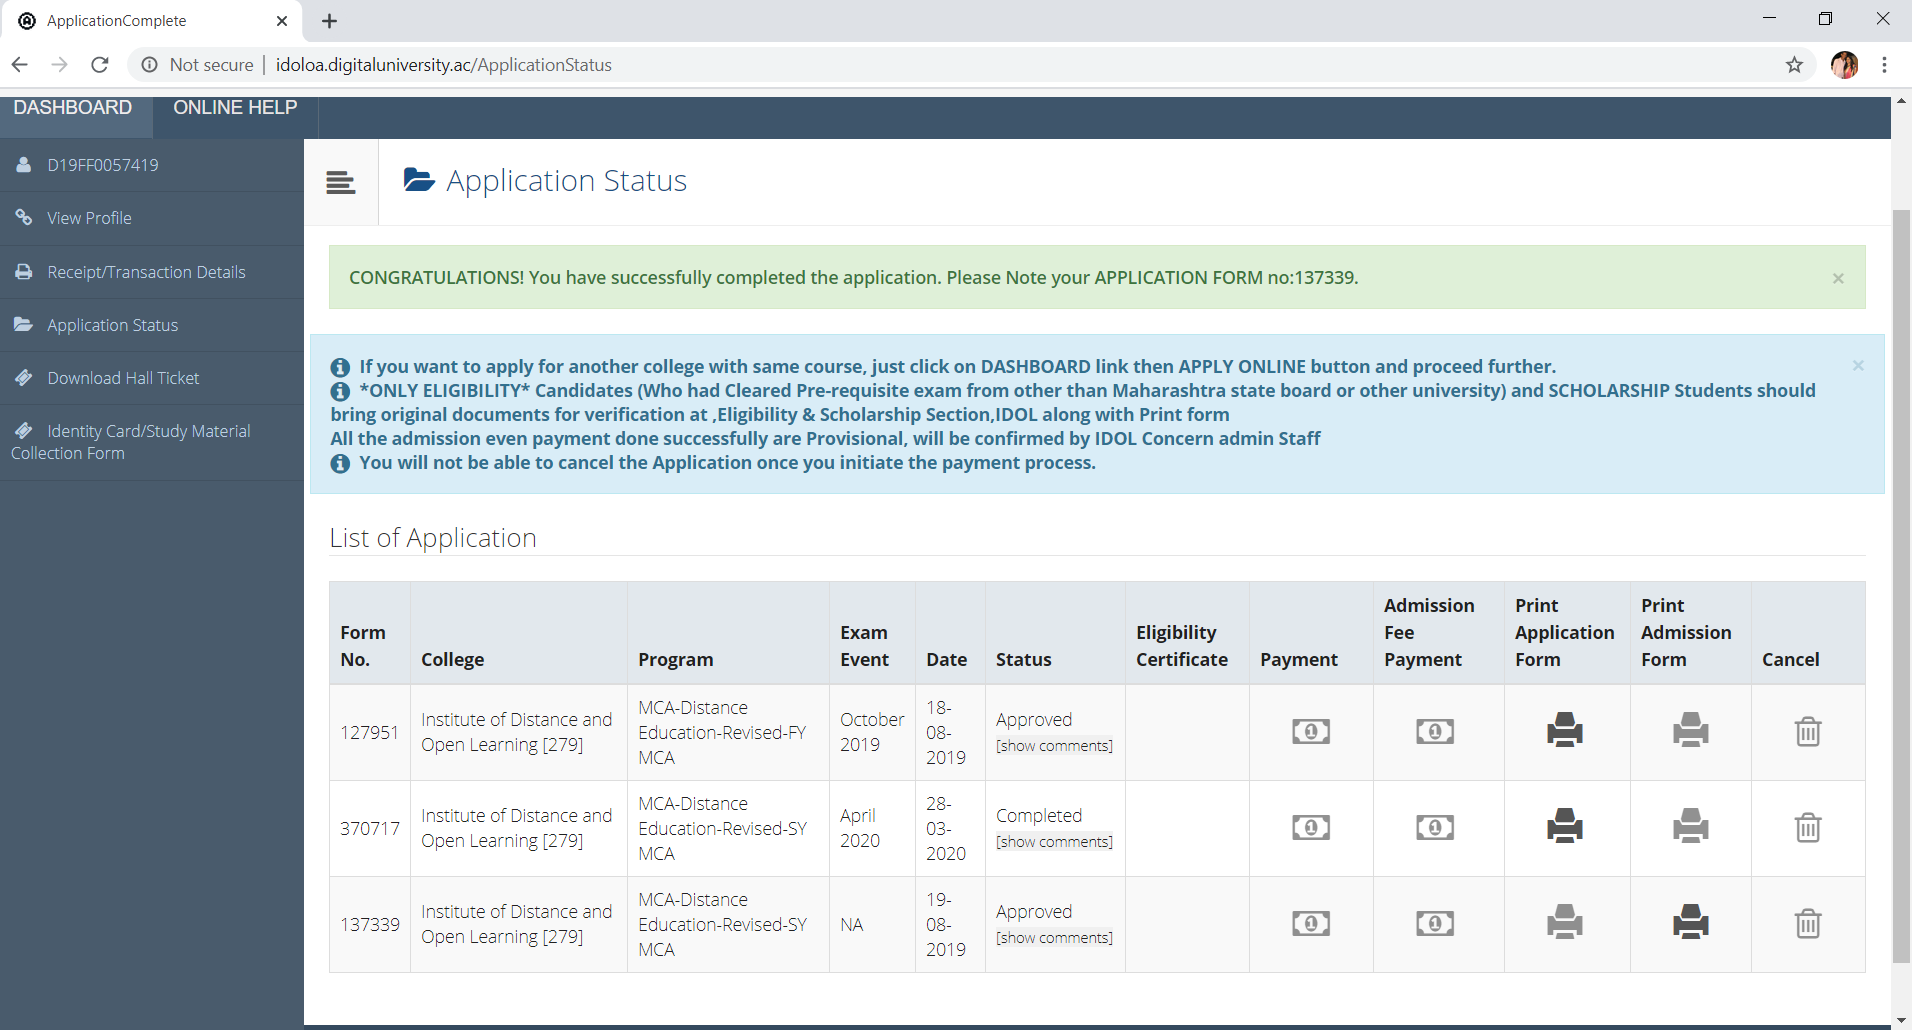 ApplicationComplete
Not secure | idoloa.digitaluniversity.ac/ApplicationStatus
DASHBOARD ONLINE HELP
D19FF0057419
View Profile
Receipt/Transaction Details
Application Status
Download Hall Ticket
Identity Card/Study Material
Collection Form
Application Status
CONGRATULATIONS! You have successfully completed the application. Please Note your APPLICATION FORM no:137339.
×
If you want to apply for another college with same course, just click on DASHBOARD link then APPLY ONLINE button and proceed further.
×
*ONLY ELIGIBILITY* Candidates (Who had Cleared Pre-requisite exam from other than Maharashtra state board or other university) and SCHOLARSHIP Students should
bring original documents for verification at ,Eligibility & Scholarship Section,IDOL along with Print form
All the admission even payment done successfully are Provisional, will be confirmed by IDOL Concern admin Staff
You will not be able to cancel the Application once you initiate the payment process.
List of Application
Form No. College Program Exam Event Date Status Eligibility Certificate Payment Admission Fee Payment Print Application Form Print Admission Form Cancel
127951 Institute of Distance and Open Learning [279] MCA-Distance Education-Revised-FY MCA October 2019 18-08-2019 Approved [show comments]
370717 Institute of Distance and Open Learning [279] MCA-Distance Education-Revised-SY MCA April 2020 28-03-2020 Completed [show comments]
137339 Institute of Distance and Open Learning [279] MCA-Distance Education-Revised-SY MCA NA 19-08-2019 Approved [show comments]